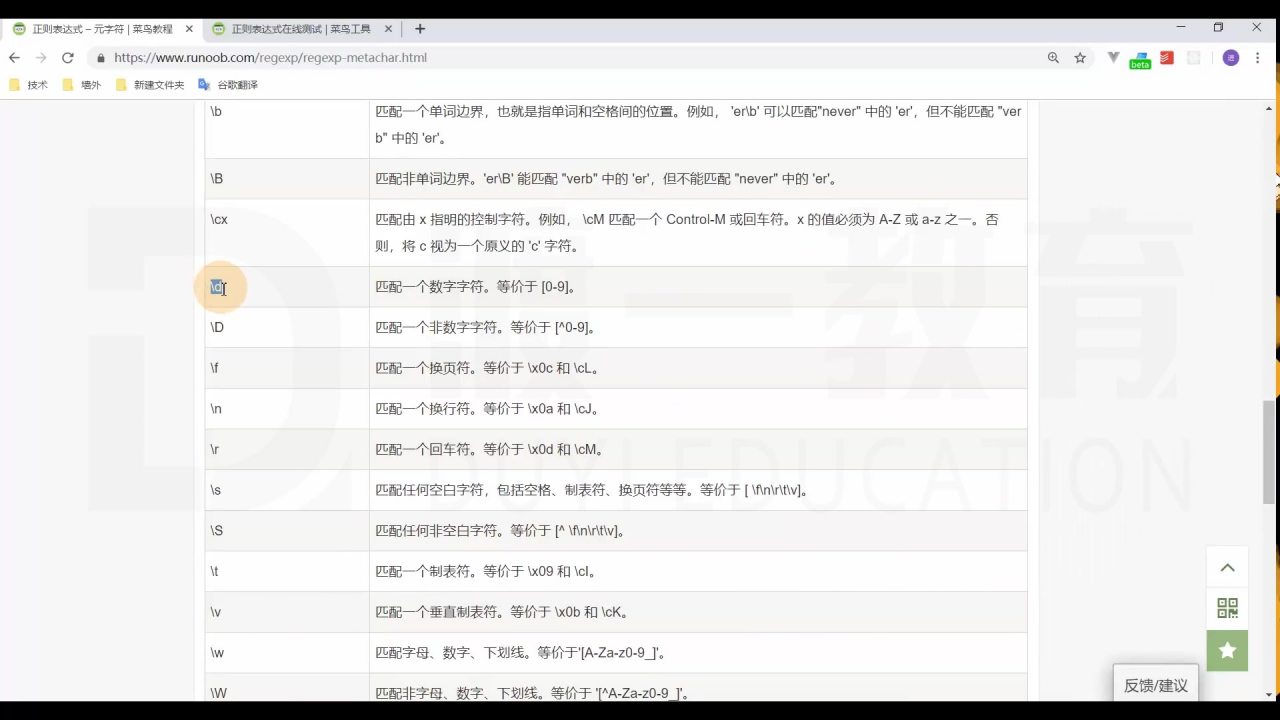 正则表达式 – 元字符 | 菜鸟教程
正则表达式在线测试 | 菜鸟工具
https://www.runoob.com/regexp/regexp-metachar.html
beta
进
技术
墙外
新建文件夹
谷歌翻译
\b
匹配一个单词边界，也就是指单词和空格间的位置。例如， 'er\b' 可以匹配"never" 中的 'er'，但不能匹配 "ver
b" 中的 'er'。
\B
匹配非单词边界。'er\B' 能匹配 "verb" 中的 'er'，但不能匹配 "never" 中的 'er'。
\cx
匹配由 x 指明的控制字符。例如， \cM 匹配一个 Control-M 或回车符。x 的值必须为 A-Z 或 a-z 之一。否
则，将 c 视为一个原义的 'c' 字符。
\d
匹配一个数字字符。等价于 [0-9]。
\D
匹配一个非数字字符。等价于 [^0-9]。
\f
匹配一个换页符。等价于 \x0c 和 \cL。
\n
匹配一个换行符。等价于 \x0a 和 \cJ。
\r
匹配一个回车符。等价于 \x0d 和 \cM。
\s
匹配任何空白字符，包括空格、制表符、换页符等等。等价于 [ \f\n\r\t\v]。
\S
匹配任何非空白字符。等价于 [^ \f\n\r\t\v]。
\t
匹配一个制表符。等价于 \x09 和 \cI。
\v
匹配一个垂直制表符。等价于 \x0b 和 \cK。
\w
匹配字母、数字、下划线。等价于'[A-Za-z0-9_]'。
\W
匹配非字母、数字、下划线。等价于 '[^A-Za-z0-9_]'。
反馈/建议
渡一教育
DUYI EDUCATION